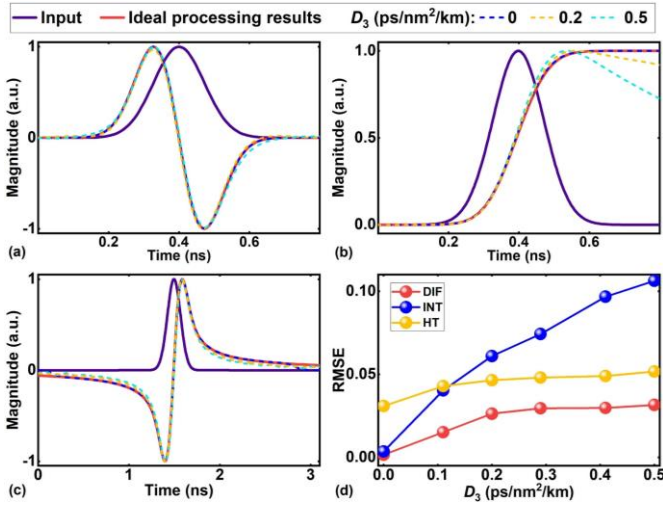 Input Ideal processing results D3 (ps/nm²/km): 0 0.2 0.5
1
0
-1
Magnitude (a.u.)
0.2 0.4 0.6
Time (ns)
(a)
1.0
0.5
0.0
Magnitude (a.u.)
0.2 0.4 0.6
Time (ns)
(b)
1
0
-1
Magnitude (a.u.)
0 1 2 3
Time (ns)
(c)
DIF
INT
HT
0.10
0.05
0.00
RMSE
0.0 0.1 0.2 0.3 0.4 0.5
D3 (ps/nm²/km)
(d)